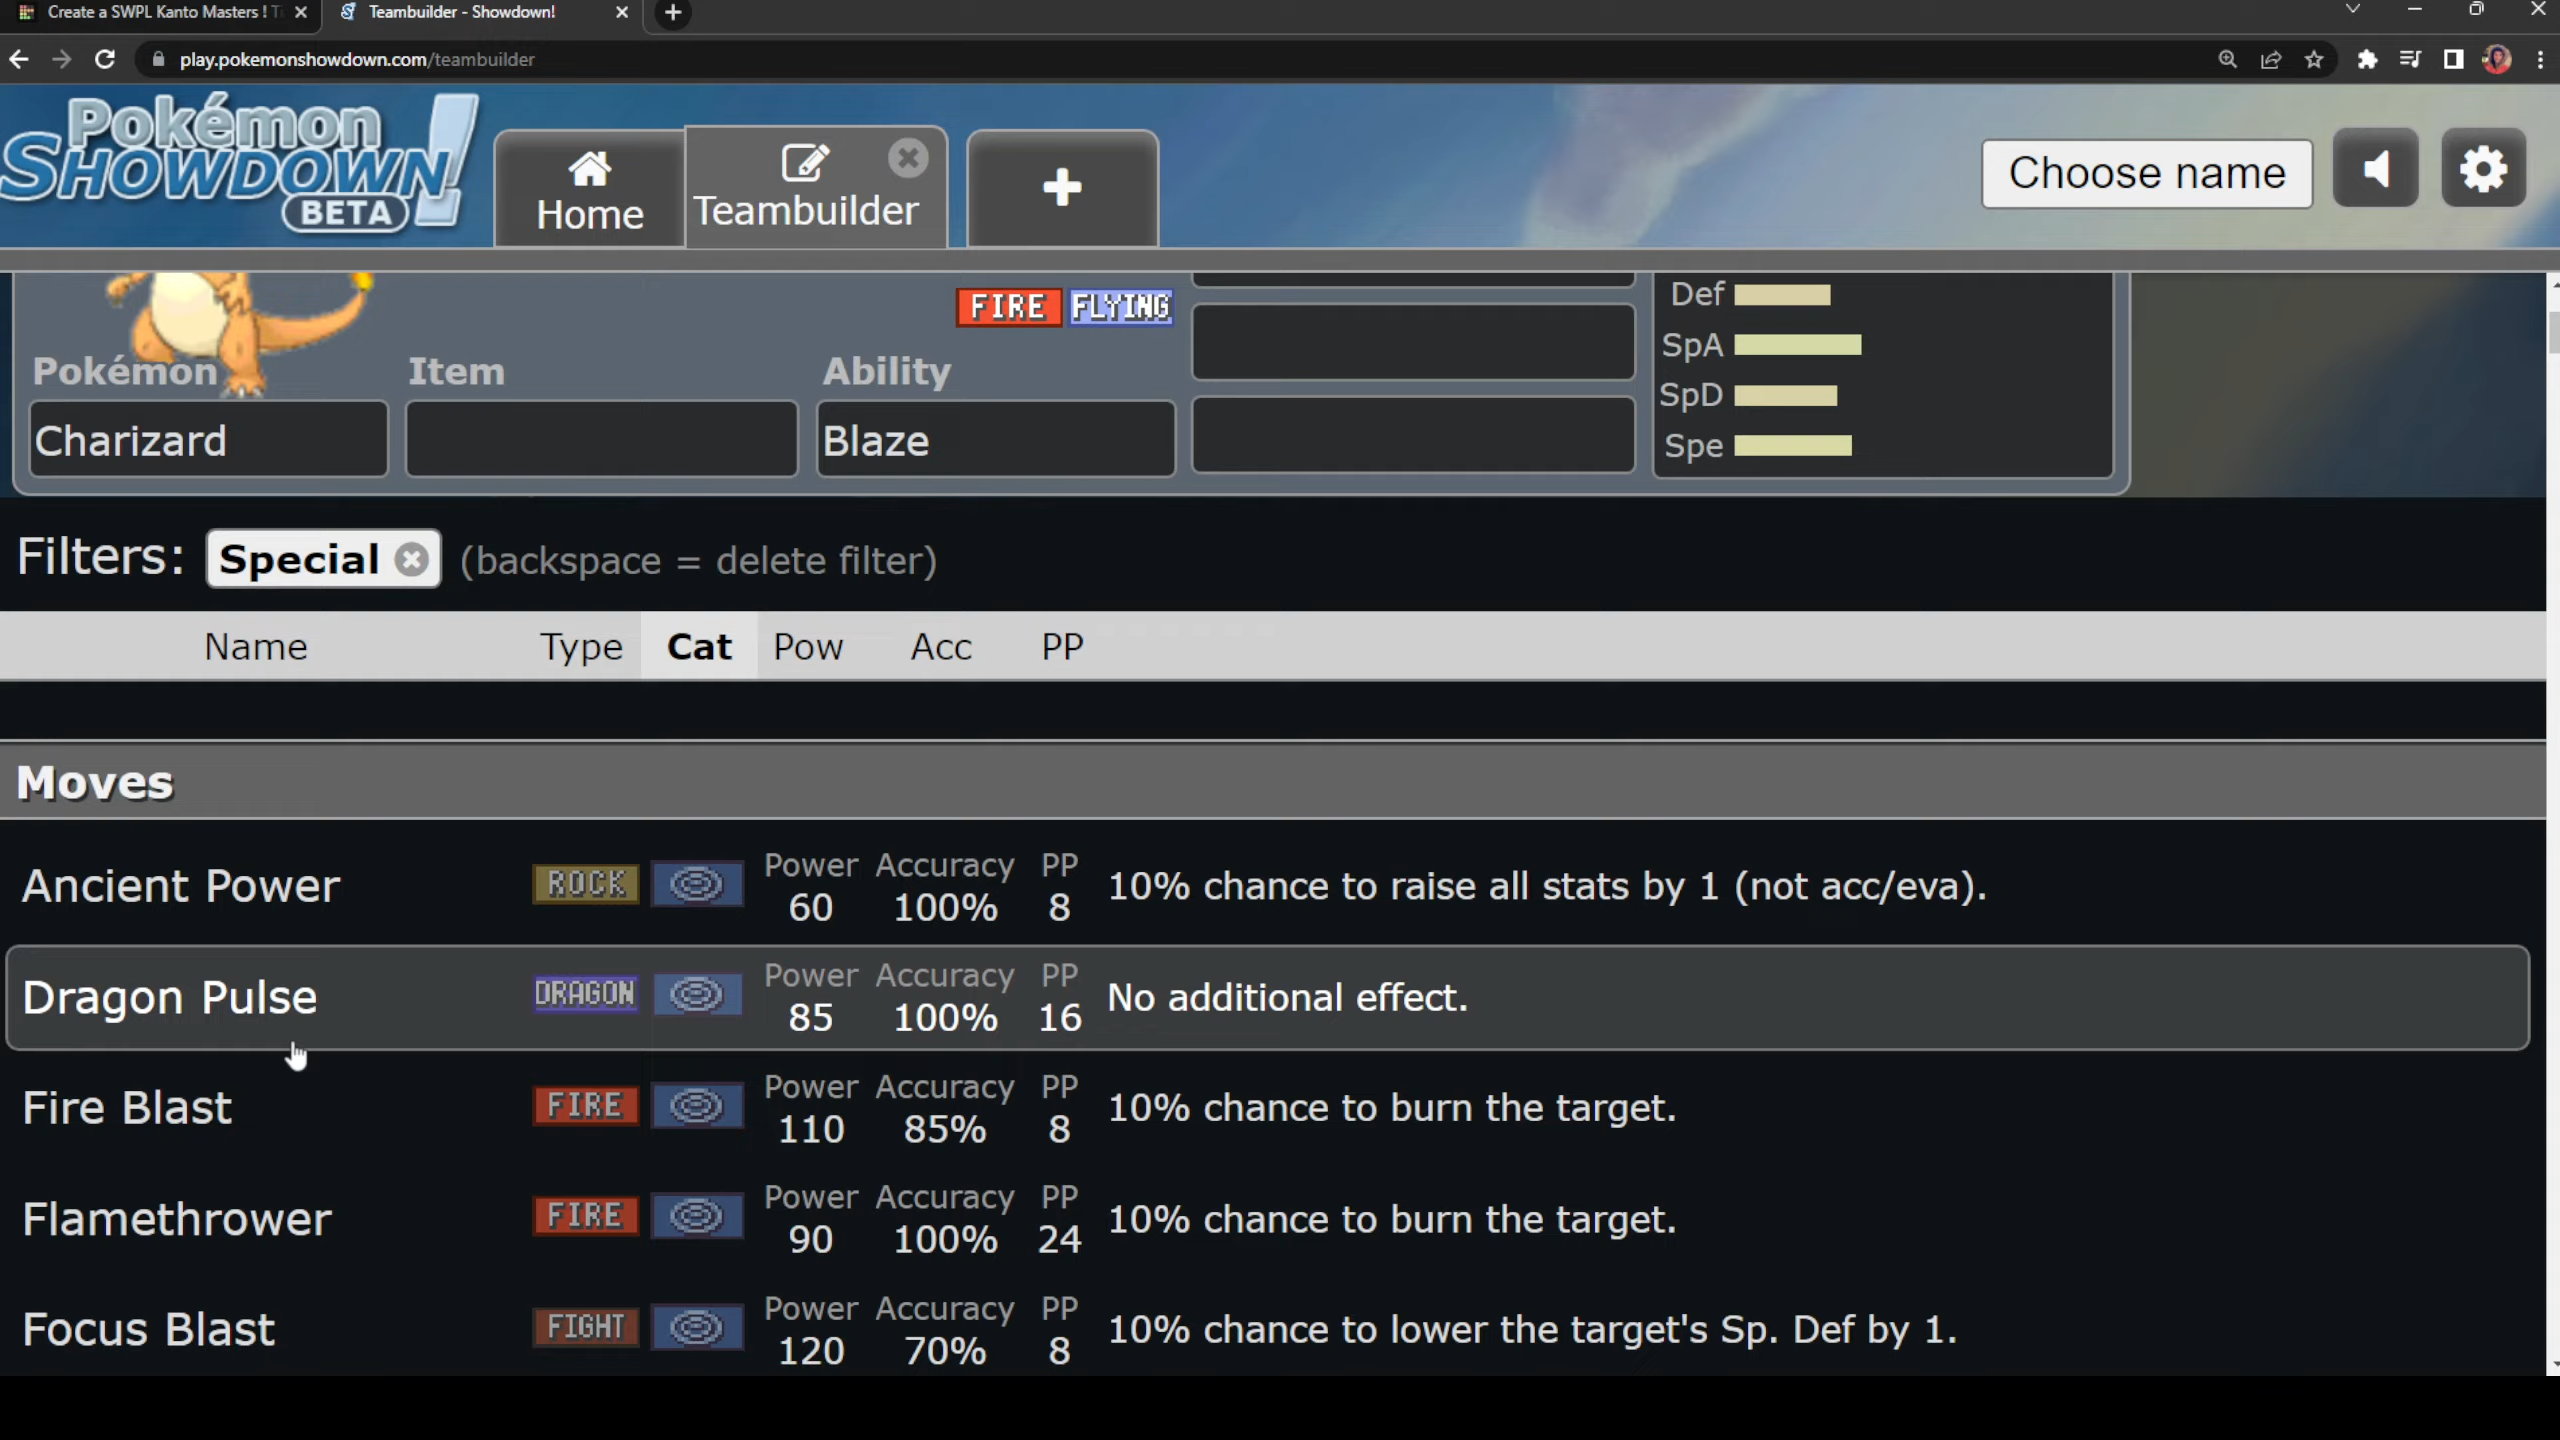 Create a SWPL Kanto Masters ! Ti
Teambuilder - Showdown!
play.pokemonshowdown.com/teambuilder
Pokémon
SHOWDOWN!
BETA
Home
Teambuilder
Choose name
FIRE FLYING
Def
SpA
SpD
Spe
Pokémon
Item
Ability
Charizard
Blaze
Filters: Special (backspace = delete filter)
Name Type Cat Pow Acc PP
Moves
Ancient Power ROCK Power 60 Accuracy 100% PP 8 10% chance to raise all stats by 1 (not acc/eva).
Dragon Pulse DRAGON Power 85 Accuracy 100% PP 16 No additional effect.
Fire Blast FIRE Power 110 Accuracy 85% PP 8 10% chance to burn the target.
Flamethrower FIRE Power 90 Accuracy 100% PP 24 10% chance to burn the target.
Focus Blast FIGHT Power 120 Accuracy 70% PP 8 10% chance to lower the target's Sp. Def by 1.